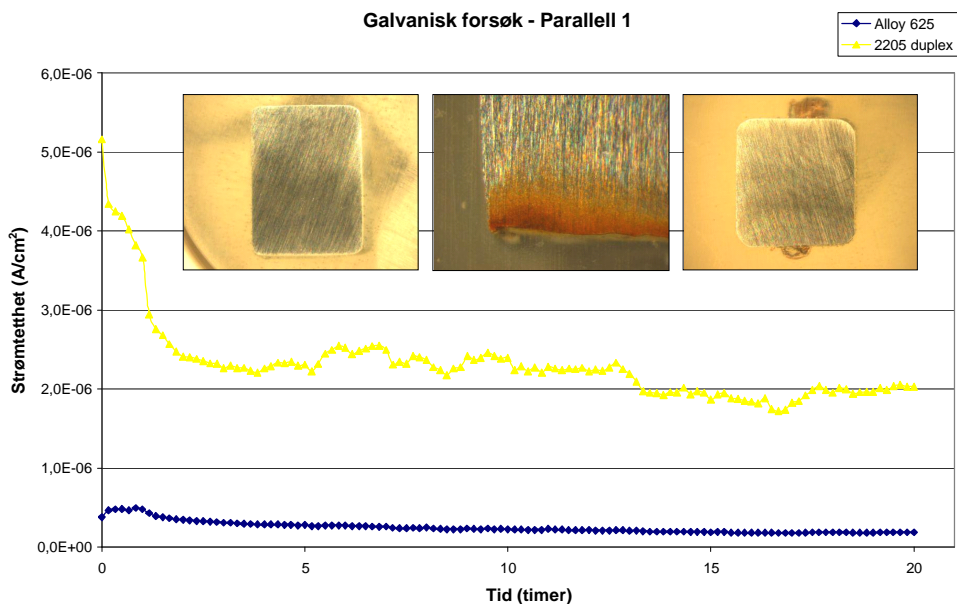 Galvanisk forsøk - Parallell 1
Alloy 625
2205 duplex
6,0E-06
5,0E-06
4,0E-06
3,0E-06
2,0E-06
1,0E-06
0,0E+00
Strømtetthet (A/cm²)
0
5
10
15
20
Tid (timer)